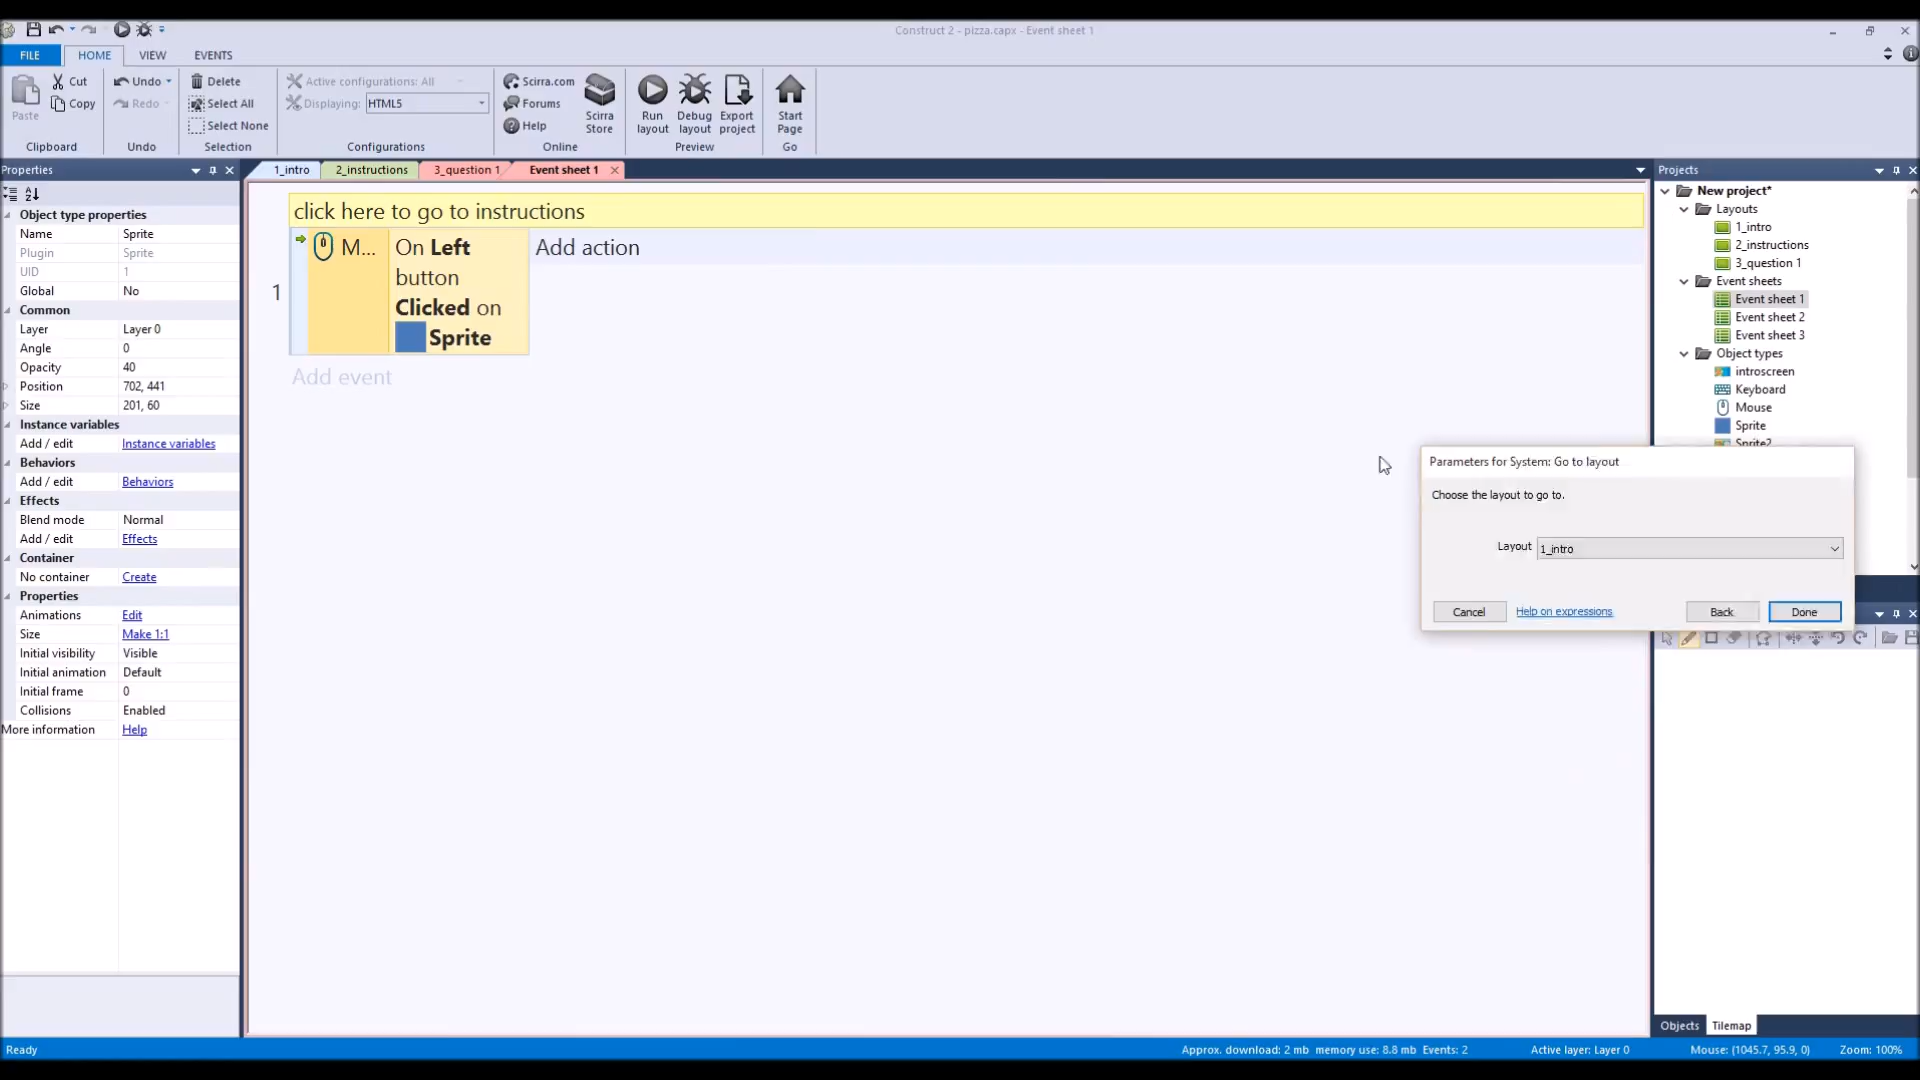 Construct 2 - pizza.capx - Event sheet 1
FILE HOME VIEW EVENTS
Paste Cut Copy Clipboard
Undo Redo Undo
Delete Select All Select None Selection
Active configurations: All
Displaying: HTML5
Configurations
Scirra.com Forums Help Scirra Store Online
Run layout Debug layout Export project Preview
Start Page Go
Properties
1_intro 2_instructions 3_question 1 Event sheet 1
Object type properties
Name Sprite
Plugin Sprite
UID 1
Global No
Common
Layer Layer 0
Angle 0
Opacity 40
Position 702, 441
Size 201, 60
Instance variables
Add / edit Instance variables
Behaviors
Add / edit Behaviors
Effects
Blend mode Normal
Add / edit Effects
Container
No container Create
Properties
Animations Edit
Size Make 1:1
Initial visibility Visible
Initial animation Default
Initial frame 0
Collisions Enabled
More information Help
click here to go to instructions
1
M... On Left Add action
button
Clicked on
Sprite
Add event
Projects
New project*
Layouts
1_intro
2_instructions
3_question 1
Event sheets
Event sheet 1
Event sheet 2
Event sheet 3
Object types
introscreen
Keyboard
Mouse
Sprite
Sprite2
Parameters for System: Go to layout
Choose the layout to go to.
Layout 1_intro
Cancel Help on expressions Back Done
Objects Tilemap
Ready Approx. download: 2 mb memory use: 8.8 mb Events: 2 Active layer: Layer 0 Mouse: (1045.7, 95.9, 0) Zoom: 100%